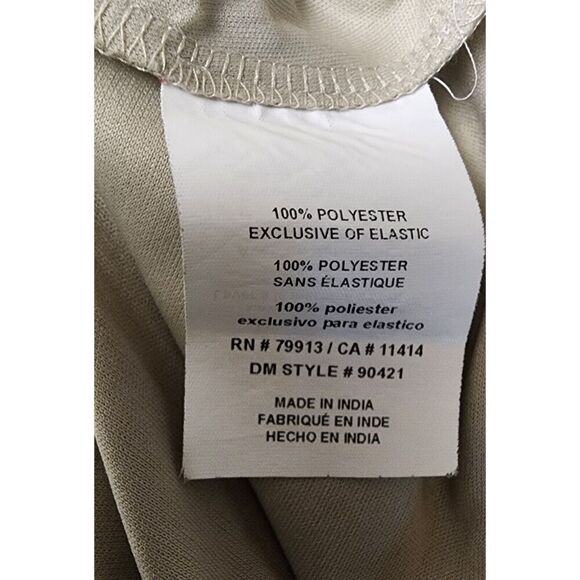 100% POLYESTER
EXCLUSIVE OF ELASTIC
100% POLYESTER
SANS ÉLASTIQUE
100% poliester
exclusivo para elastico
RN # 79913 / CA # 11414
DM STYLE # 90421
MADE IN INDIA
FABRIQUÉ EN INDE
HECHO EN INDIA